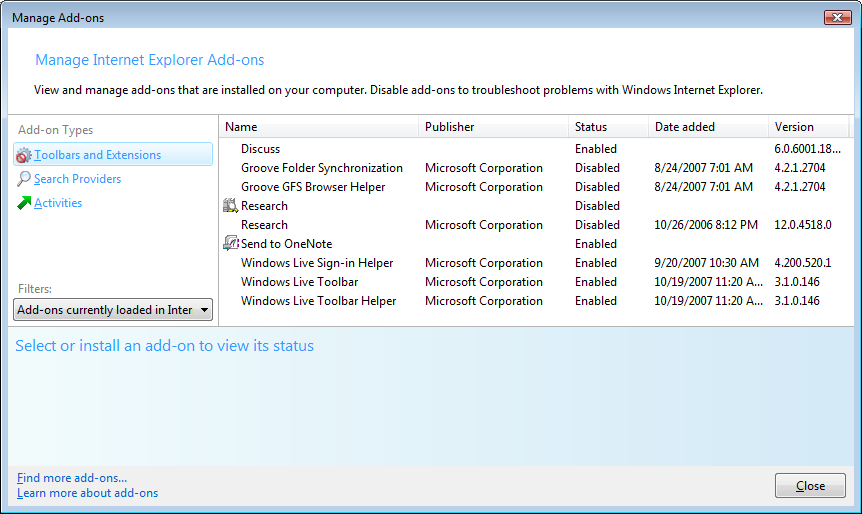 Manage Add-ons
Manage Internet Explorer Add-ons
View and manage add-ons that are installed on your computer. Disable add-ons to troubleshoot problems with Windows Internet Explorer.
Add-on Types
Toolbars and Extensions
Search Providers
Activities
Filters:
Add-ons currently loaded in Inter
Name Publisher Status Date added Version
Discuss Enabled 6.0.6001.18...
Groove Folder Synchronization Microsoft Corporation Disabled 8/24/2007 7:01 AM 4.2.1.2704
Groove GFS Browser Helper Microsoft Corporation Disabled 8/24/2007 7:01 AM 4.2.1.2704
Research Disabled
Research Microsoft Corporation Disabled 10/26/2006 8:12 PM 12.0.4518.0
Send to OneNote Enabled
Windows Live Sign-in Helper Microsoft Corporation Enabled 9/20/2007 10:30 AM 4.200.520.1
Windows Live Toolbar Microsoft Corporation Enabled 10/19/2007 11:20 A... 3.1.0.146
Windows Live Toolbar Helper Microsoft Corporation Enabled 10/19/2007 11:20 A... 3.1.0.146
Select or install an add-on to view its status
Find more add-ons...
Learn more about add-ons
Close